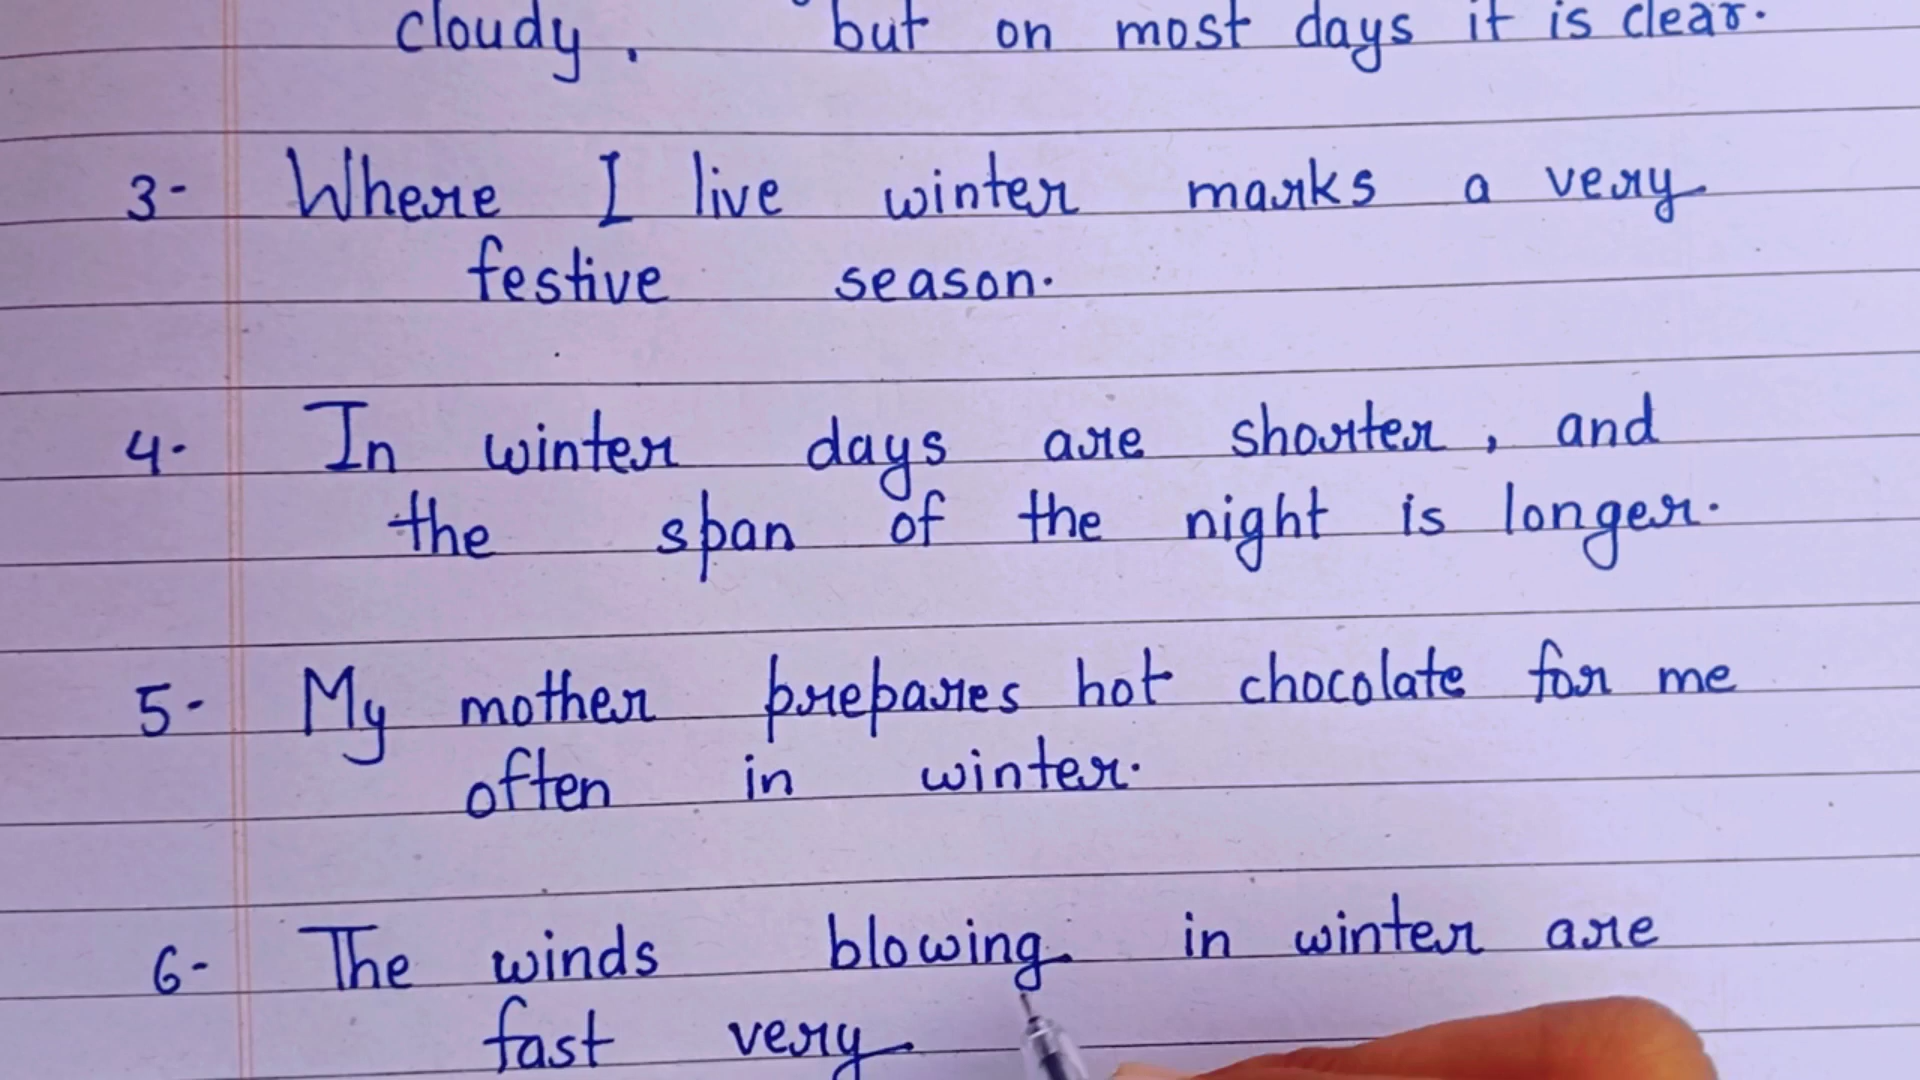 cloudy, but on most days it is clear.
3- Where I live winter marks a very
festive season.
4- In winter days are shorter, and
the span of the night is longer.
5- My mother prepares hot chocolate for me
often in winter.
6- The winds blowing in winter are
fast very